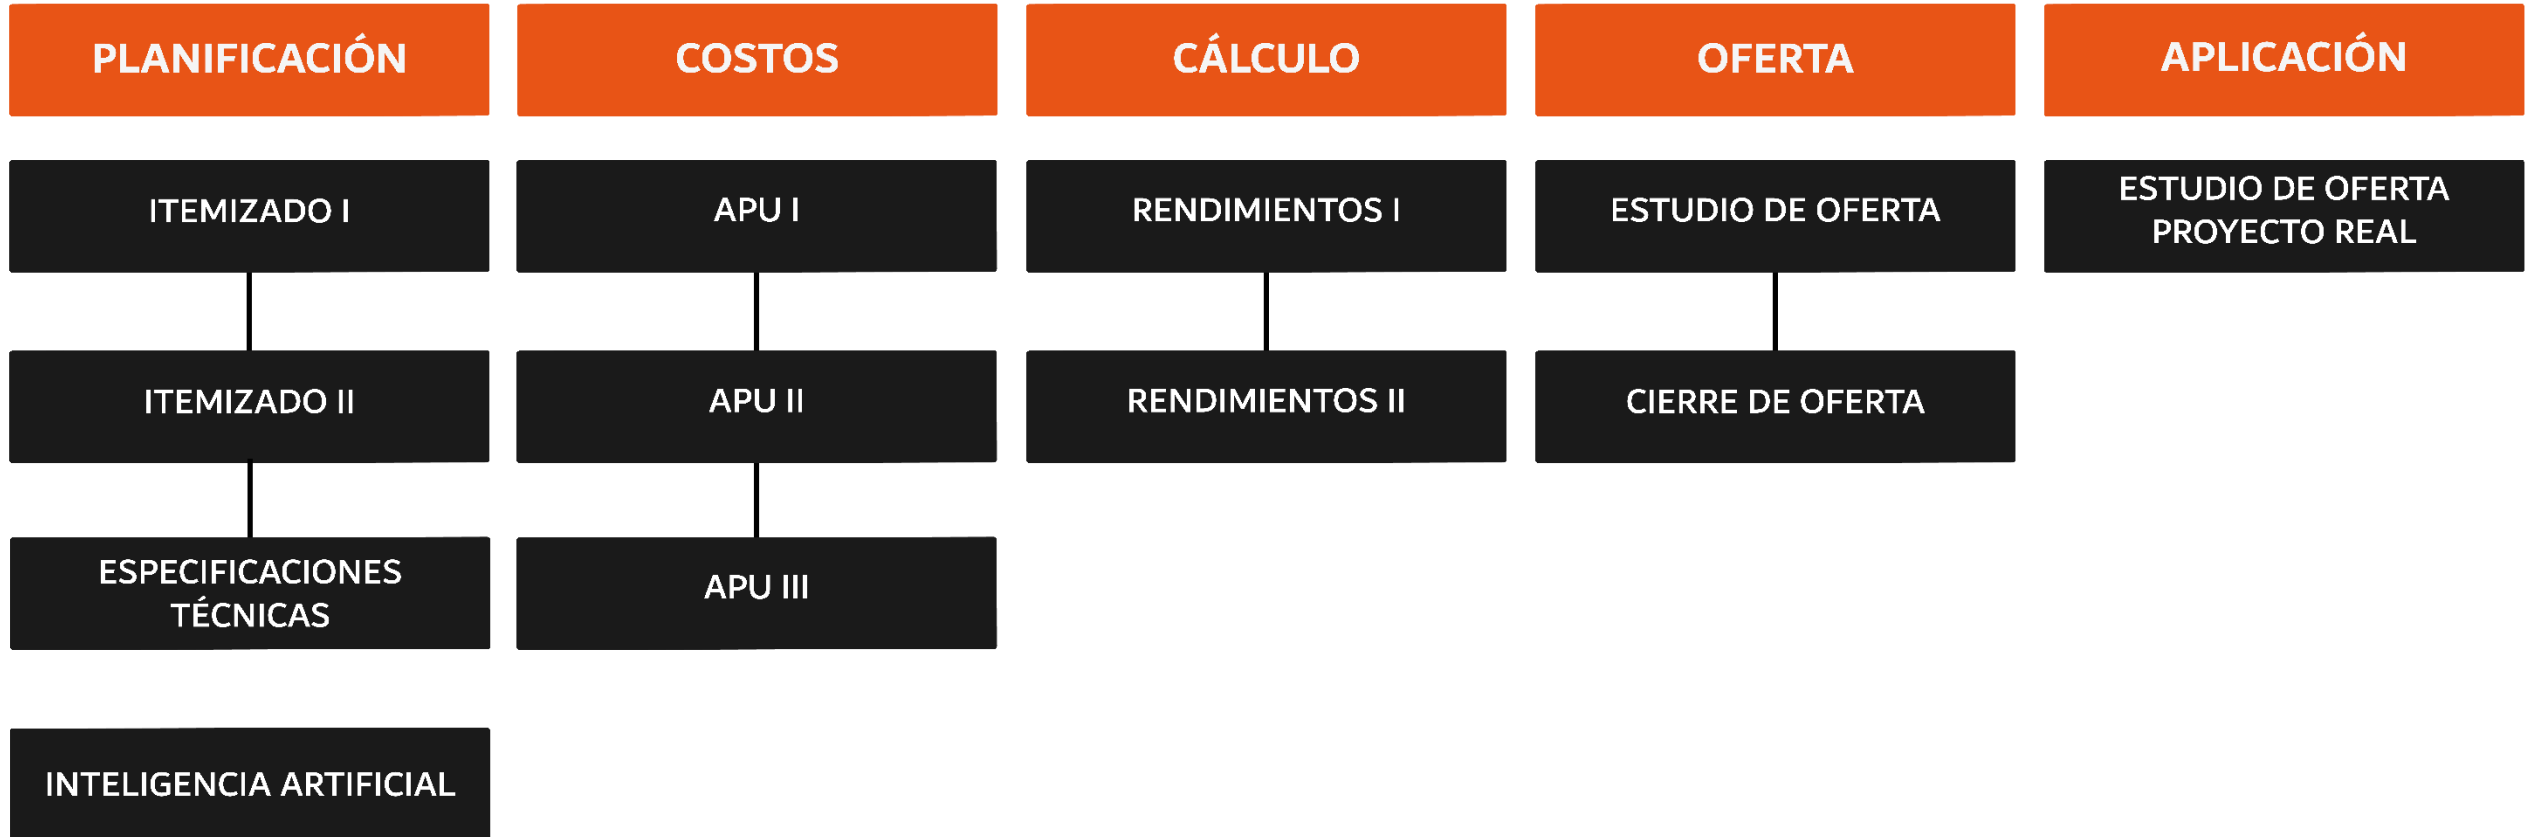 PLANIFICACIÓN
COSTOS
CÁLCULO
OFERTA
APLICACIÓN
ITEMIZADO I
APU I
RENDIMIENTOS I
ESTUDIO DE OFERTA
ESTUDIO DE OFERTA
PROYECTO REAL
ITEMIZADO II
APU II
RENDIMIENTOS II
CIERRE DE OFERTA
ESPECIFICACIONES
TÉCNICAS
APU III
INTELIGENCIA ARTIFICIAL